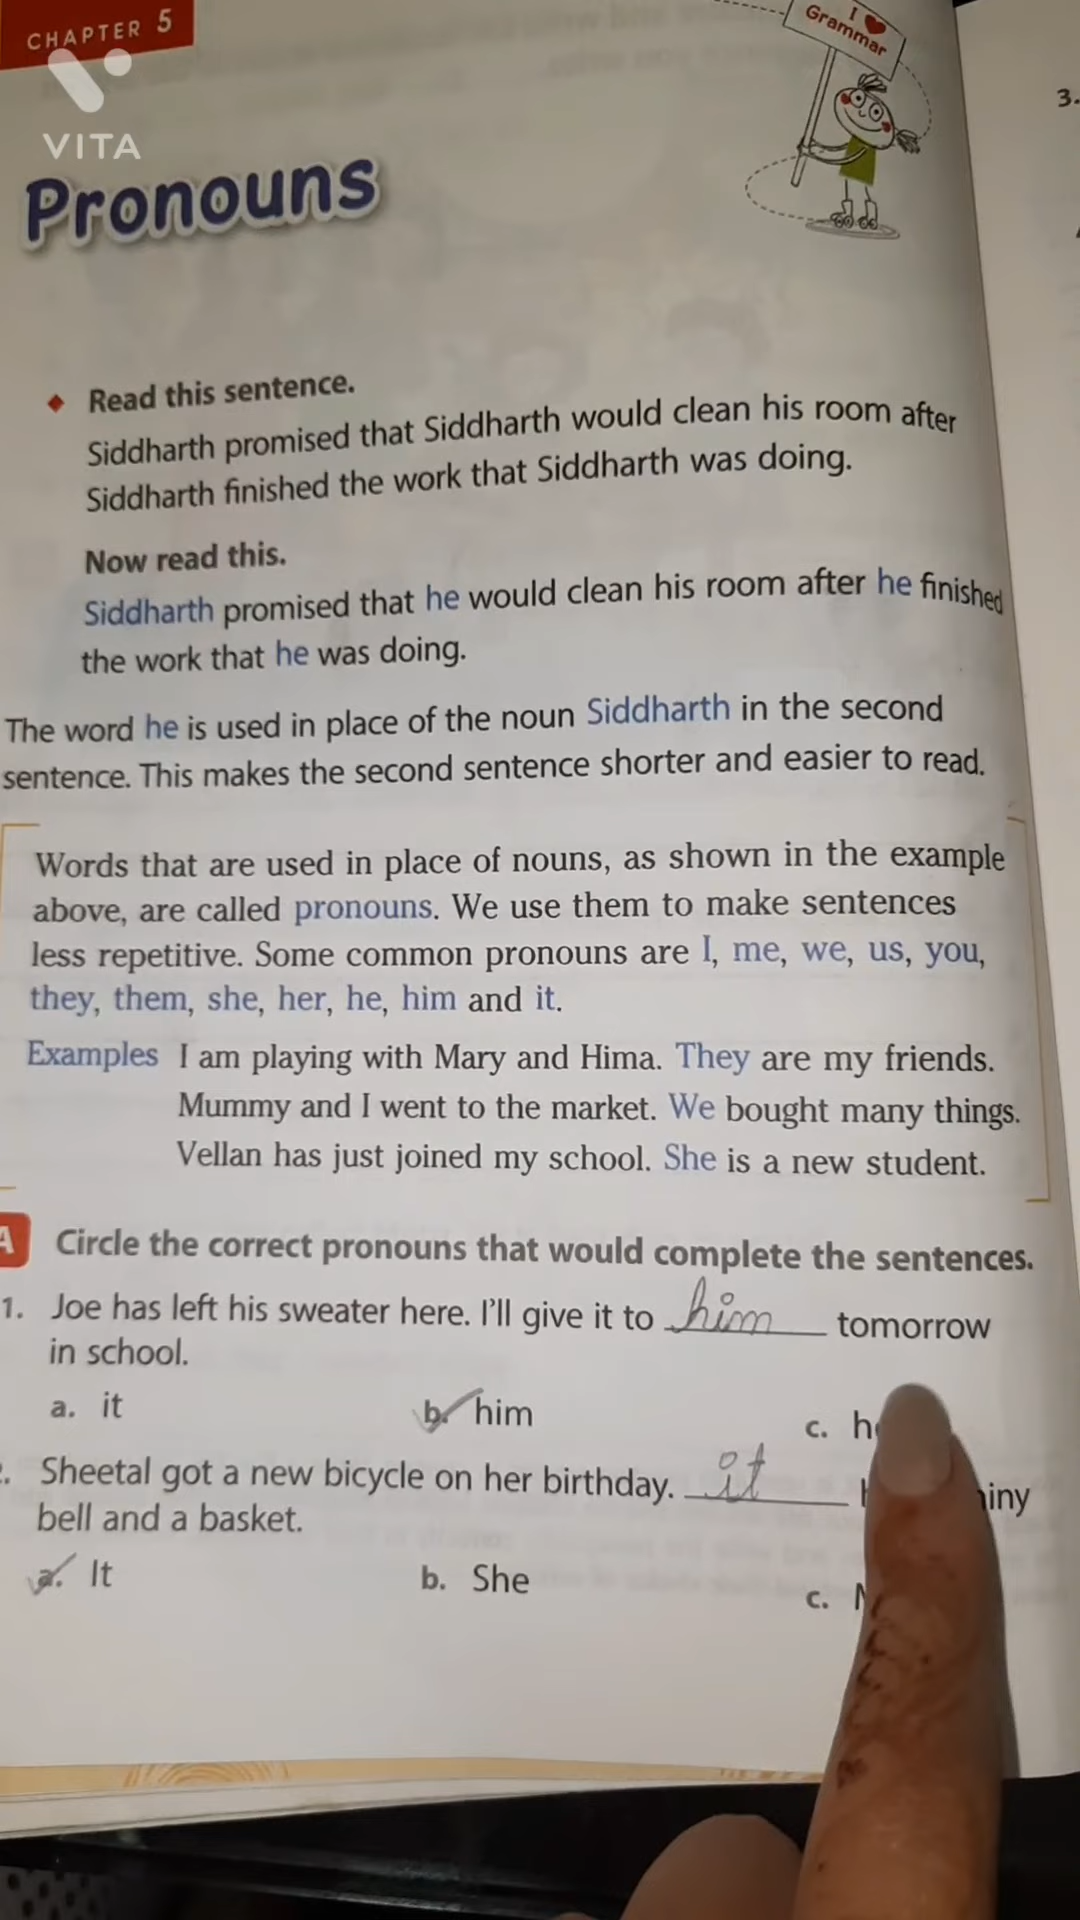 CHAPTER 5
I
Grammar
3.
VITA
Pronouns
Read this sentence.
Siddharth promised that Siddharth would clean his room after
Siddharth finished the work that Siddharth was doing.
Now read this.
Siddharth promised that he would clean his room after he finished
the work that he was doing.
The word he is used in place of the noun Siddharth in the second
sentence. This makes the second sentence shorter and easier to read.
Words that are used in place of nouns, as shown in the example
above, are called pronouns. We use them to make sentences
less repetitive. Some common pronouns are I, me, we, us, you,
they, them, she, her, he, him and it.
Examples I am playing with Mary and Hima. They are my friends.
Mummy and I went to the market. We bought many things.
Vellan has just joined my school. She is a new student.
A Circle the correct pronouns that would complete the sentences.
1. Joe has left his sweater here. I'll give it to him tomorrow
in school.
a. it b. him c.
Sheetal got a new bicycle on her birthday. it
bell and a basket.
a. It b. She c.